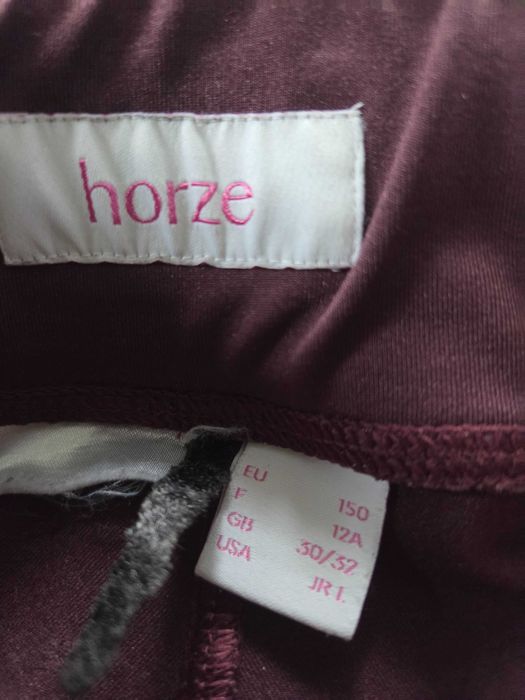 horze
EU 150
F 12A
GB 30/32
USA JR L